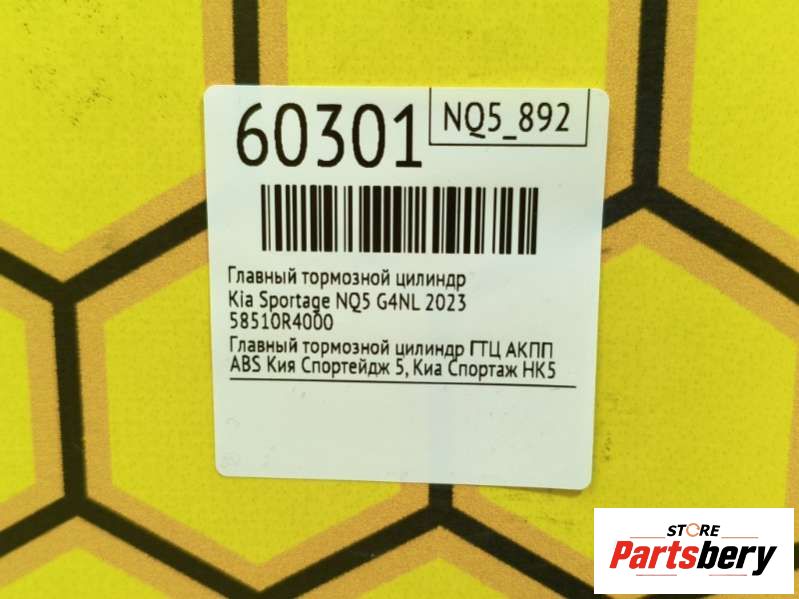 60301
NQ5_892
Главный тормозной цилиндр
Kia Sportage NQ5 G4NL 2023
58510R4000
Главный тормозной цилиндр ГТЦ АКПП
ABS Кия Спортейдж 5, Киа Спортаж НК5
STORE
Partsbery